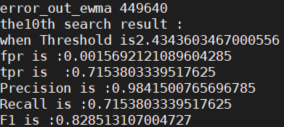 error_out_ewma 449640
the10th search result :
when Threshold is2.4343603467000556
fpr is :0.0015692121089604285
tpr is  :0.7153803339517625
Precision is :0.9841500765696785
Recall is :0.7153803339517625
F1 is :0.828513107004727